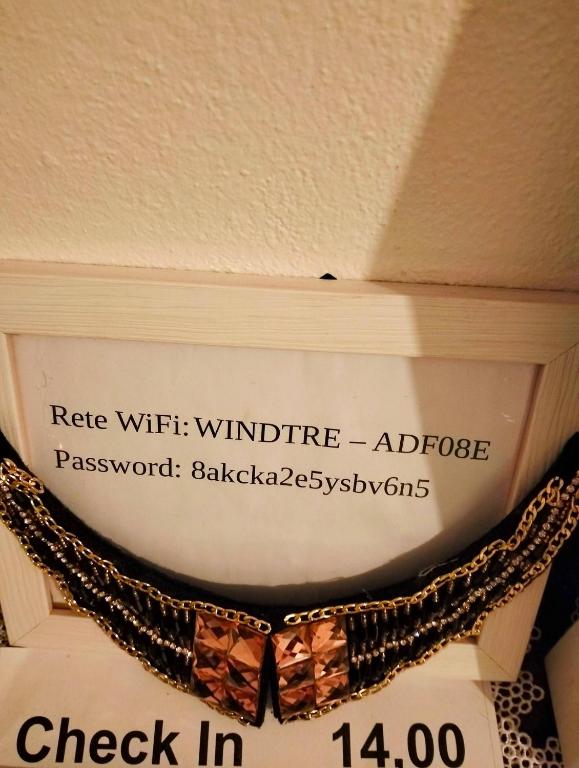 Rete WiFi: WINDTRE – ADF08E
Password: 8akcka2e5ysbv6n5
Check In 14,00